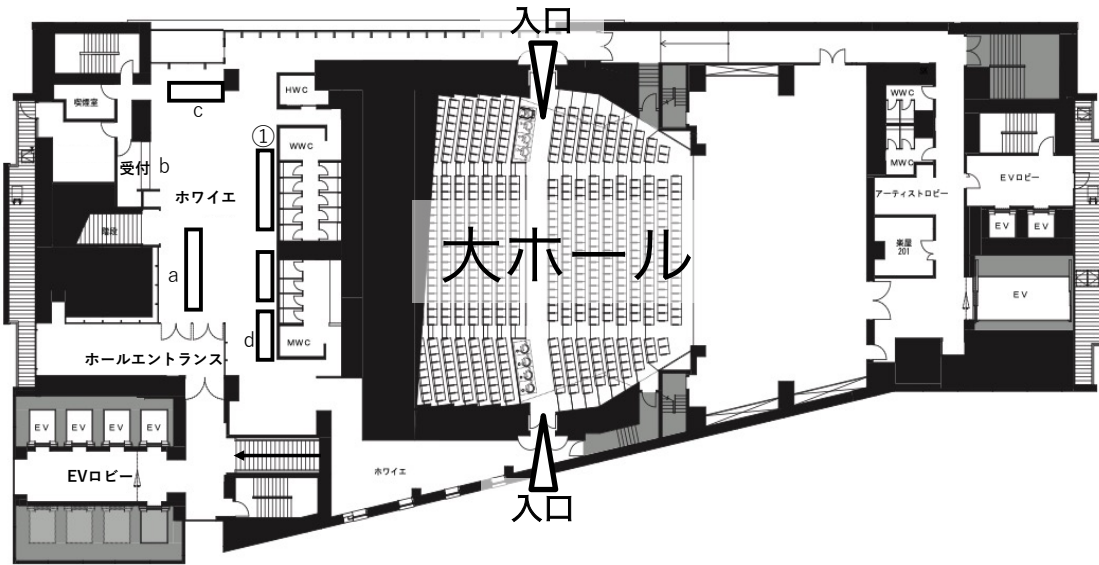 入口
HWC
喫煙室
c
①
WWC
WWC
受付 b
MWC
EVロビー
ホワイエ
アーティストロビー
階段
EV
EV
大ホール
楽屋
201
a
EV
d
MWC
ホールエントランス
EV
EV
EV
EV
EVロビー
ホワイエ
入口